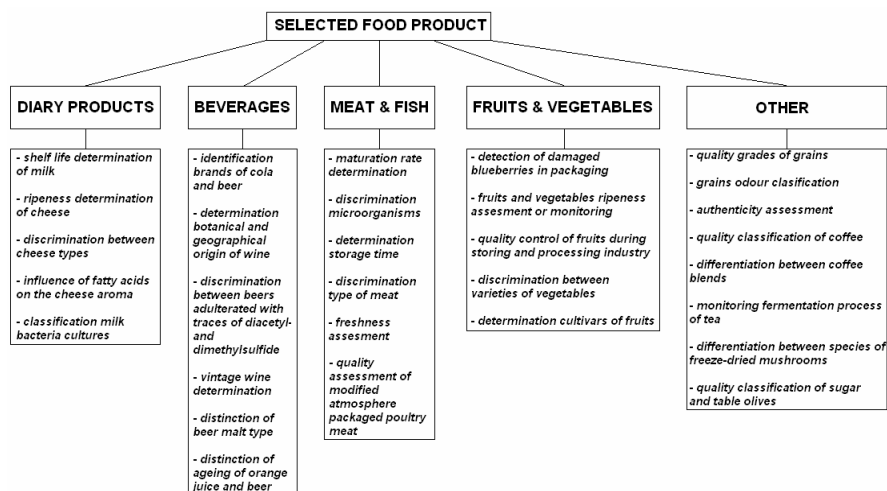 SELECTED FOOD PRODUCT
DIARY PRODUCTS
- shelf life determination
of milk
- ripeness determination
of cheese
- discrimination between
cheese types
- influence of fatty acids
on the cheese aroma
- classification milk
bacteria cultures
BEVERAGES
- identification
brands of cola
and beer
- determination
botanical and
geographical
origin of wine
- discrimination
between beers
adulterated with
traces of diacetyl-
and
dimethylsulfide
- vintage wine
determination
- distinction of
beer malt type
- distinction of
ageing of orange
juice and beer
MEAT & FISH
- maturation rate
determination
- discrimination
microorganisms
- determination
storage time
- discrimination
type of meat
- freshness
assesment
- quality
assessment of
modified
atmosphere
packaged poultry
meat
FRUITS & VEGETABLES
- detection of damaged
blueberries in packaging
- fruits and vegetables ripeness
assesment or monitoring
- quality control of fruits during
storing and processing industry
- discrimination between
varieties of vegetables
- determination cultivars of fruits
OTHER
- quality grades of grains
- grains odour clasification
- authenticity assessment
- quality classification of coffee
- differentiation between coffee
blends
- monitoring fermentation process
of tea
- differentiation between species of
freeze-dried mushrooms
- quality classification of sugar
and table olives